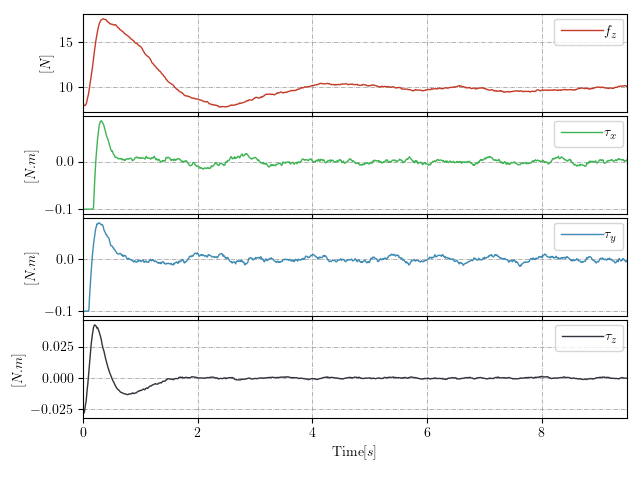 [N]
15
10
f_z
[N.m]
0.0
−0.1
τ_x
[N.m]
0.0
−0.1
τ_y
[N.m]
0.025
0.000
−0.025
τ_z
0 2 4 6 8
Time[s]